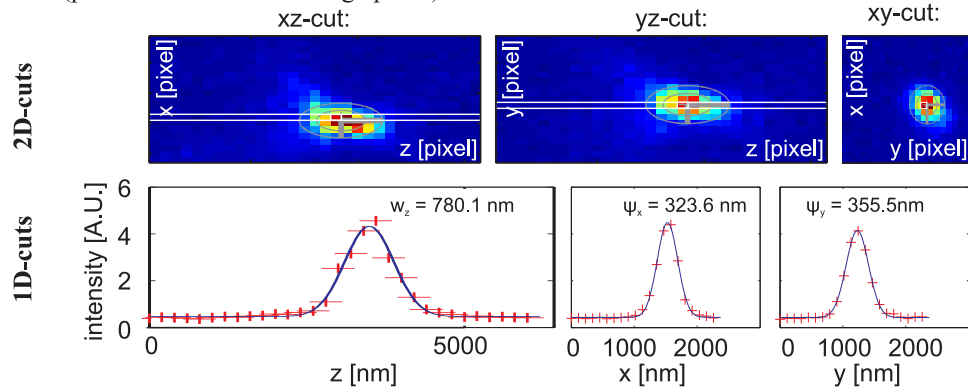 xz-cut: yz-cut: xy-cut:
2D-cuts
x [pixel]
z [pixel]
y [pixel]
z [pixel]
x [pixel]
y [pixel]
1D-cuts
intensity [A.U.]
6
4
2
0
w_z = 780.1 nm
ψ_x = 323.6 nm
ψ_y = 355.5nm
0 5000 0 1000 2000 0 1000 2000
z [nm] x [nm] y [nm]